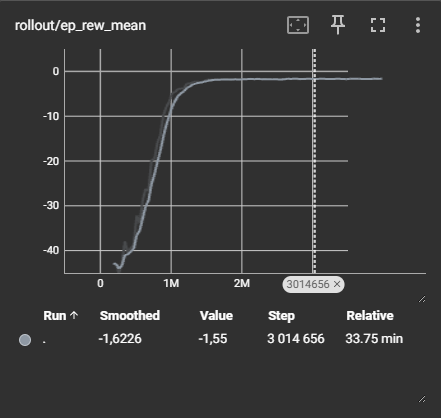 rollout/ep_rew_mean
0
-10
-20
-30
-40
0 1M 2M 3014656 ×
Run ↑ Smoothed Value Step Relative
. -1,6226 -1,55 3 014 656 33.75 min